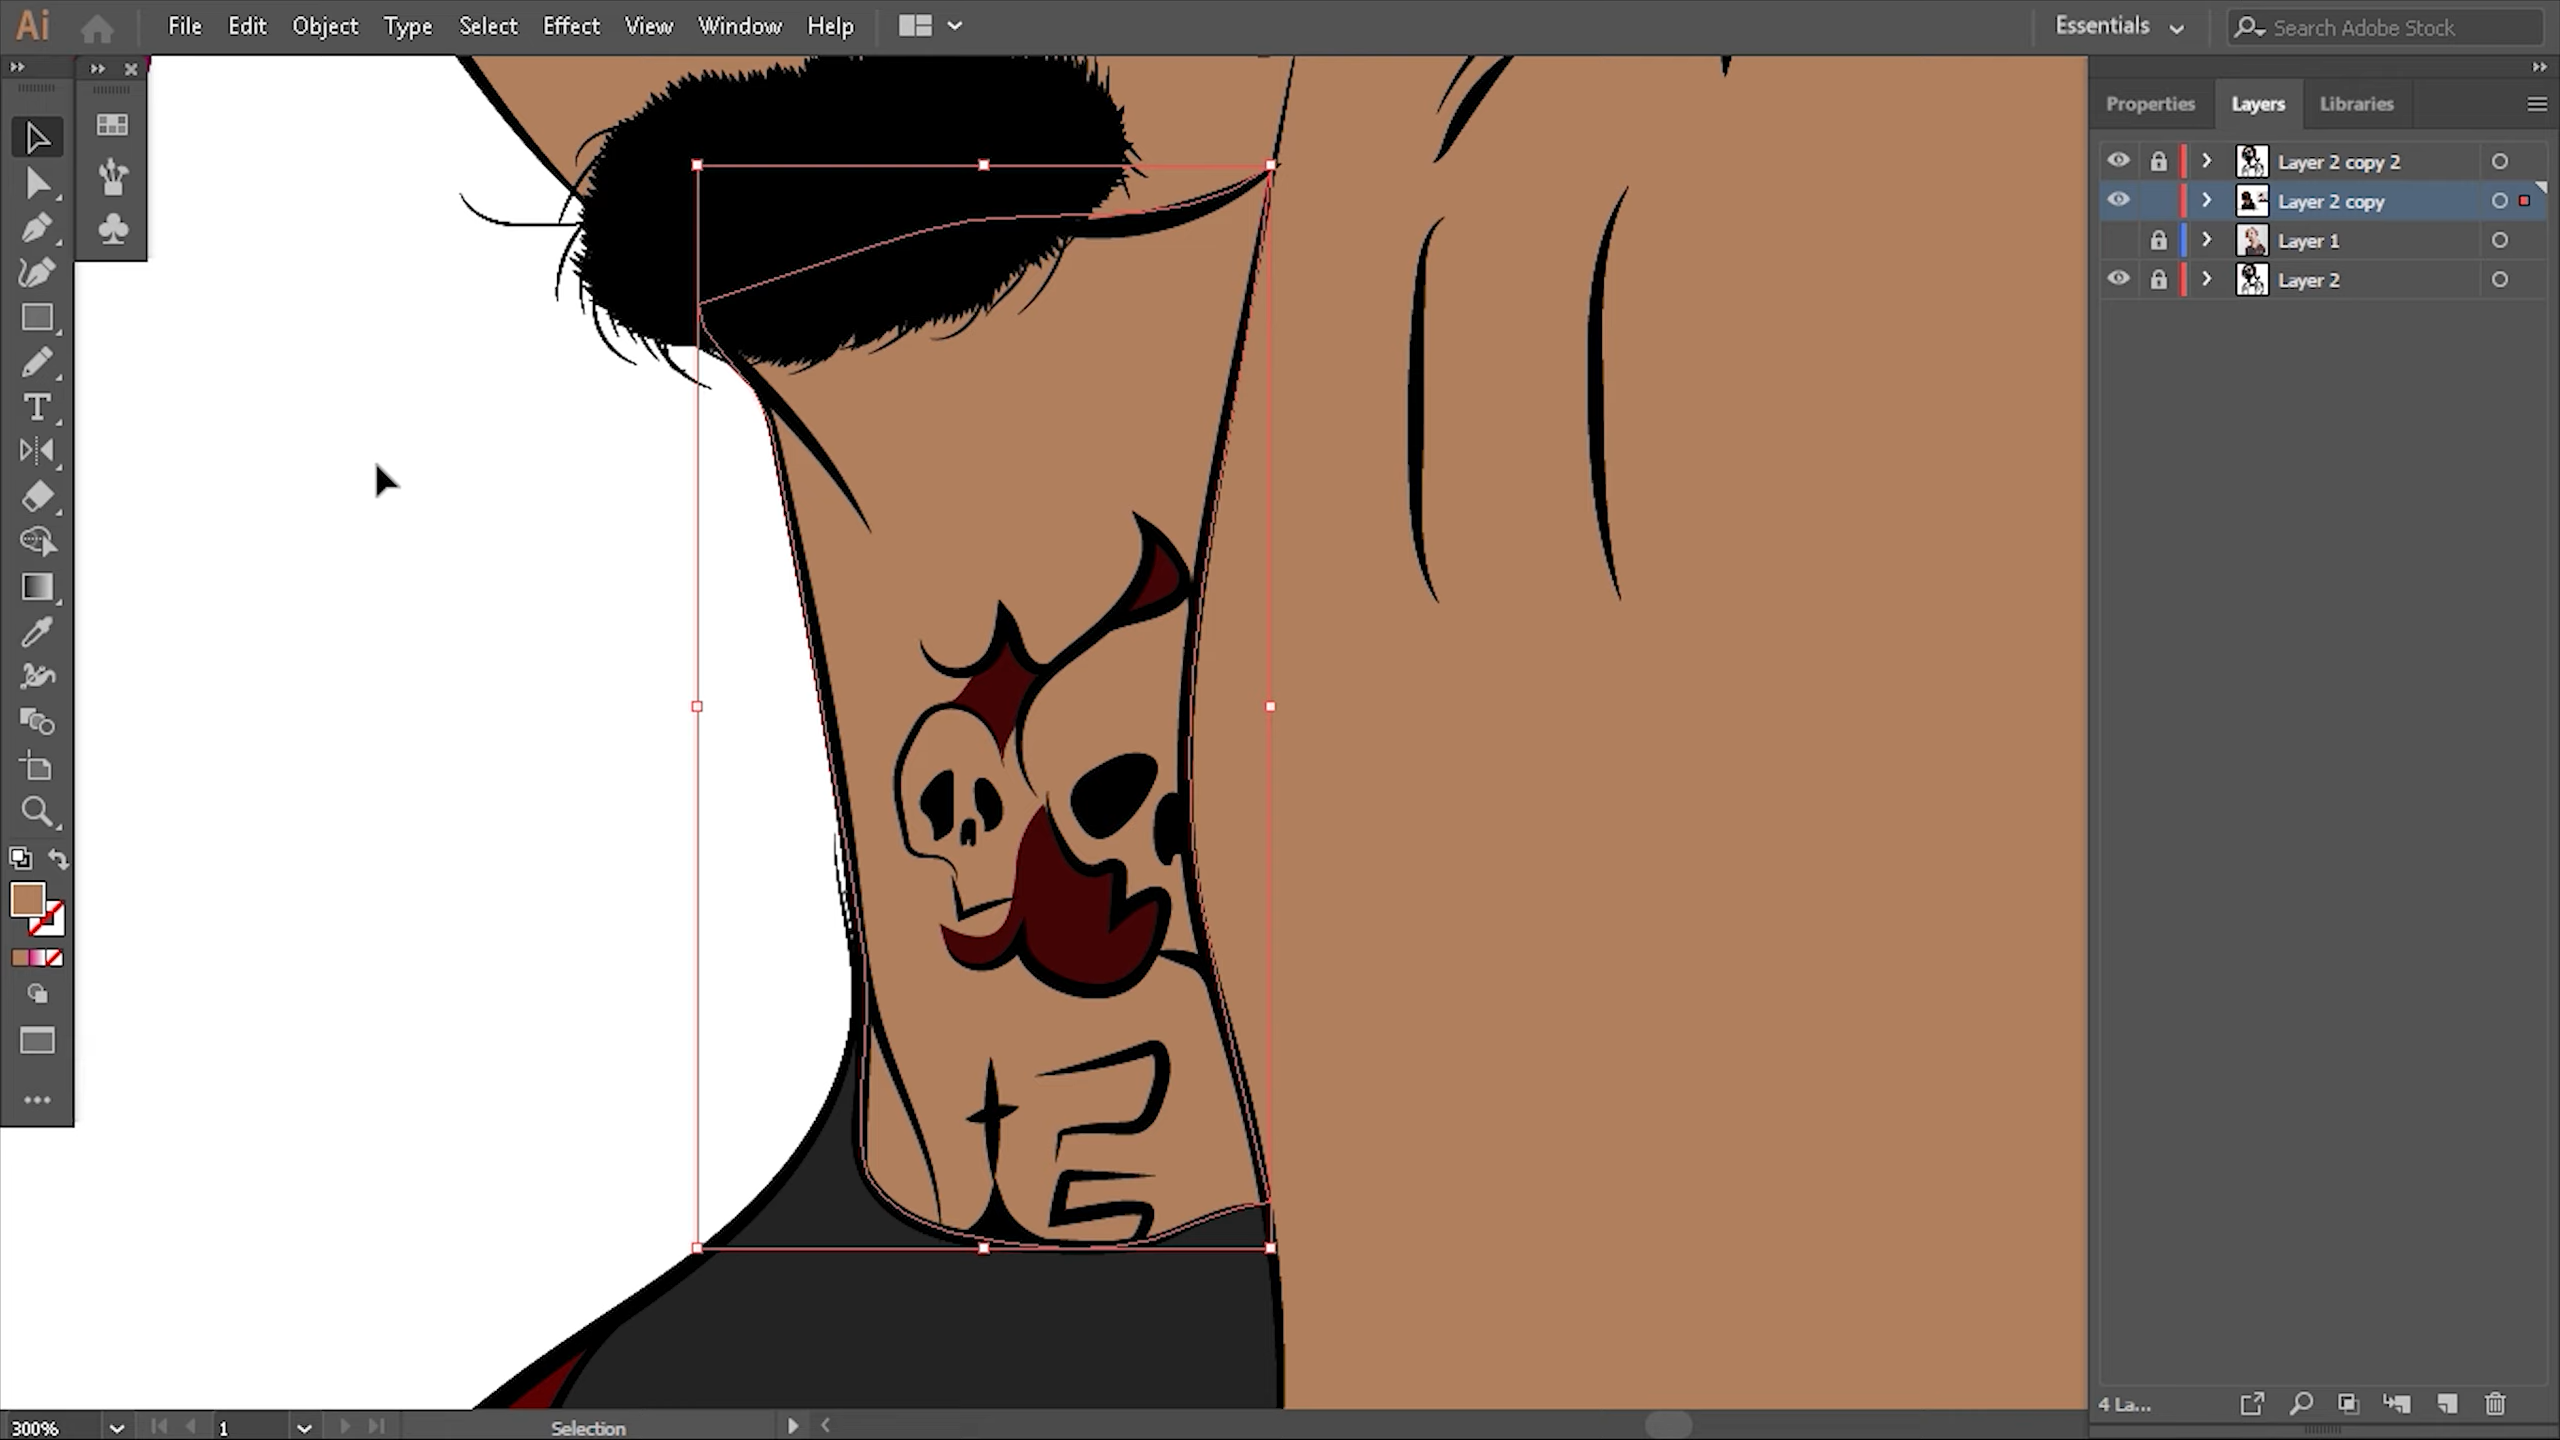 Ai File Edit Object Type Select Effect View Window Help Essentials Search Adobe Stock
Properties Layers Libraries
Layer 2 copy 2
Layer 2 copy
Layer 1
Layer 2
T
4 La...
300% 1 Selection